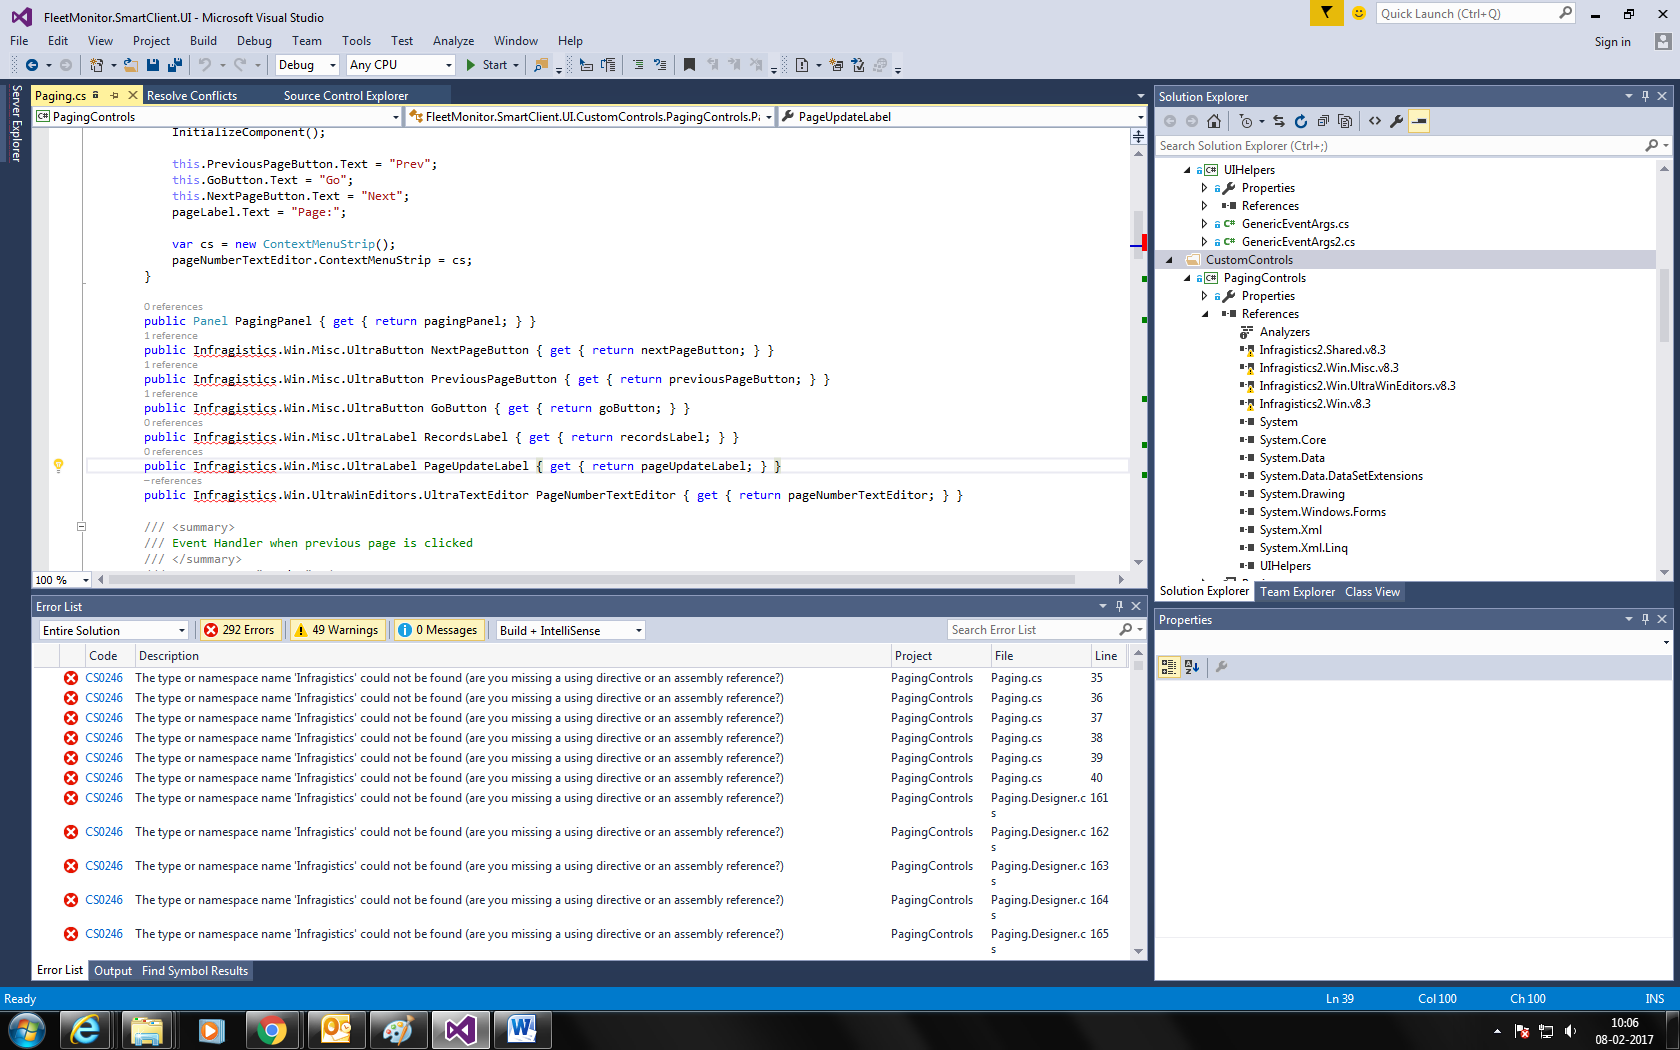 FleetMonitor.SmartClient.UI - Microsoft Visual Studio
Quick Launch (Ctrl+Q)
File Edit View Project Build Debug Team Tools Test Analyze Window Help
Sign in
Debug Any CPU Start
Server Explorer
Paging.cs Resolve Conflicts Source Control Explorer
PagingControls FleetMonitor.SmartClient.UI.CustomControls.PagingControls.P PageUpdateLabel
InitializeComponent();
this.PreviousPageButton.Text = "Prev";
this.GoButton.Text = "Go";
this.NextPageButton.Text = "Next";
pageLabel.Text = "Page:";
var cs = new ContextMenuStrip();
pageNumberTextEditor.ContextMenuStrip = cs;
}
0 references
public Panel PagingPanel { get { return pagingPanel; } }
1 reference
public Infragistics.Win.Misc.UltraButton NextPageButton { get { return nextPageButton; } }
1 reference
public Infragistics.Win.Misc.UltraButton PreviousPageButton { get { return previousPageButton; } }
1 reference
public Infragistics.Win.Misc.UltraButton GoButton { get { return goButton; } }
0 references
public Infragistics.Win.Misc.UltraLabel RecordsLabel { get { return recordsLabel; } }
0 references
public Infragistics.Win.Misc.UltraLabel PageUpdateLabel { get { return pageUpdateLabel; } }
-references
public Infragistics.Win.UltraWinEditors.UltraTextEditor PageNumberTextEditor { get { return pageNumberTextEditor; } }
/// <summary>
/// Event Handler when previous page is clicked
/// </summary>
100 %
Solution Explorer
Search Solution Explorer (Ctrl+;)
C# UIHelpers
Properties
References
C# GenericEventArgs.cs
C# GenericEventArgs2.cs
CustomControls
C# PagingControls
Properties
References
Analyzers
Infragistics2.Shared.v8.3
Infragistics2.Win.Misc.v8.3
Infragistics2.Win.UltraWinEditors.v8.3
Infragistics2.Win.v8.3
System
System.Core
System.Data
System.Data.DataSetExtensions
System.Drawing
System.Windows.Forms
System.Xml
System.Xml.Linq
UIHelpers
Solution Explorer Team Explorer Class View
Properties
Error List
Entire Solution 292 Errors 49 Warnings 0 Messages Build + IntelliSense Search Error List
Code Description Project File Line
CS0246 The type or namespace name 'Infragistics' could not be found (are you missing a using directive or an assembly reference?) PagingControls Paging.cs 35
CS0246 The type or namespace name 'Infragistics' could not be found (are you missing a using directive or an assembly reference?) PagingControls Paging.cs 36
CS0246 The type or namespace name 'Infragistics' could not be found (are you missing a using directive or an assembly reference?) PagingControls Paging.cs 37
CS0246 The type or namespace name 'Infragistics' could not be found (are you missing a using directive or an assembly reference?) PagingControls Paging.cs 38
CS0246 The type or namespace name 'Infragistics' could not be found (are you missing a using directive or an assembly reference?) PagingControls Paging.cs 39
CS0246 The type or namespace name 'Infragistics' could not be found (are you missing a using directive or an assembly reference?) PagingControls Paging.cs 40
CS0246 The type or namespace name 'Infragistics' could not be found (are you missing a using directive or an assembly reference?) PagingControls Paging.Designer.c 161
s
CS0246 The type or namespace name 'Infragistics' could not be found (are you missing a using directive or an assembly reference?) PagingControls Paging.Designer.c 162
s
CS0246 The type or namespace name 'Infragistics' could not be found (are you missing a using directive or an assembly reference?) PagingControls Paging.Designer.c 163
s
CS0246 The type or namespace name 'Infragistics' could not be found (are you missing a using directive or an assembly reference?) PagingControls Paging.Designer.c 164
s
CS0246 The type or namespace name 'Infragistics' could not be found (are you missing a using directive or an assembly reference?) PagingControls Paging.Designer.c 165
s
Error List Output Find Symbol Results
Ready Ln 39 Col 100 Ch 100 INS
10:06
08-02-2017